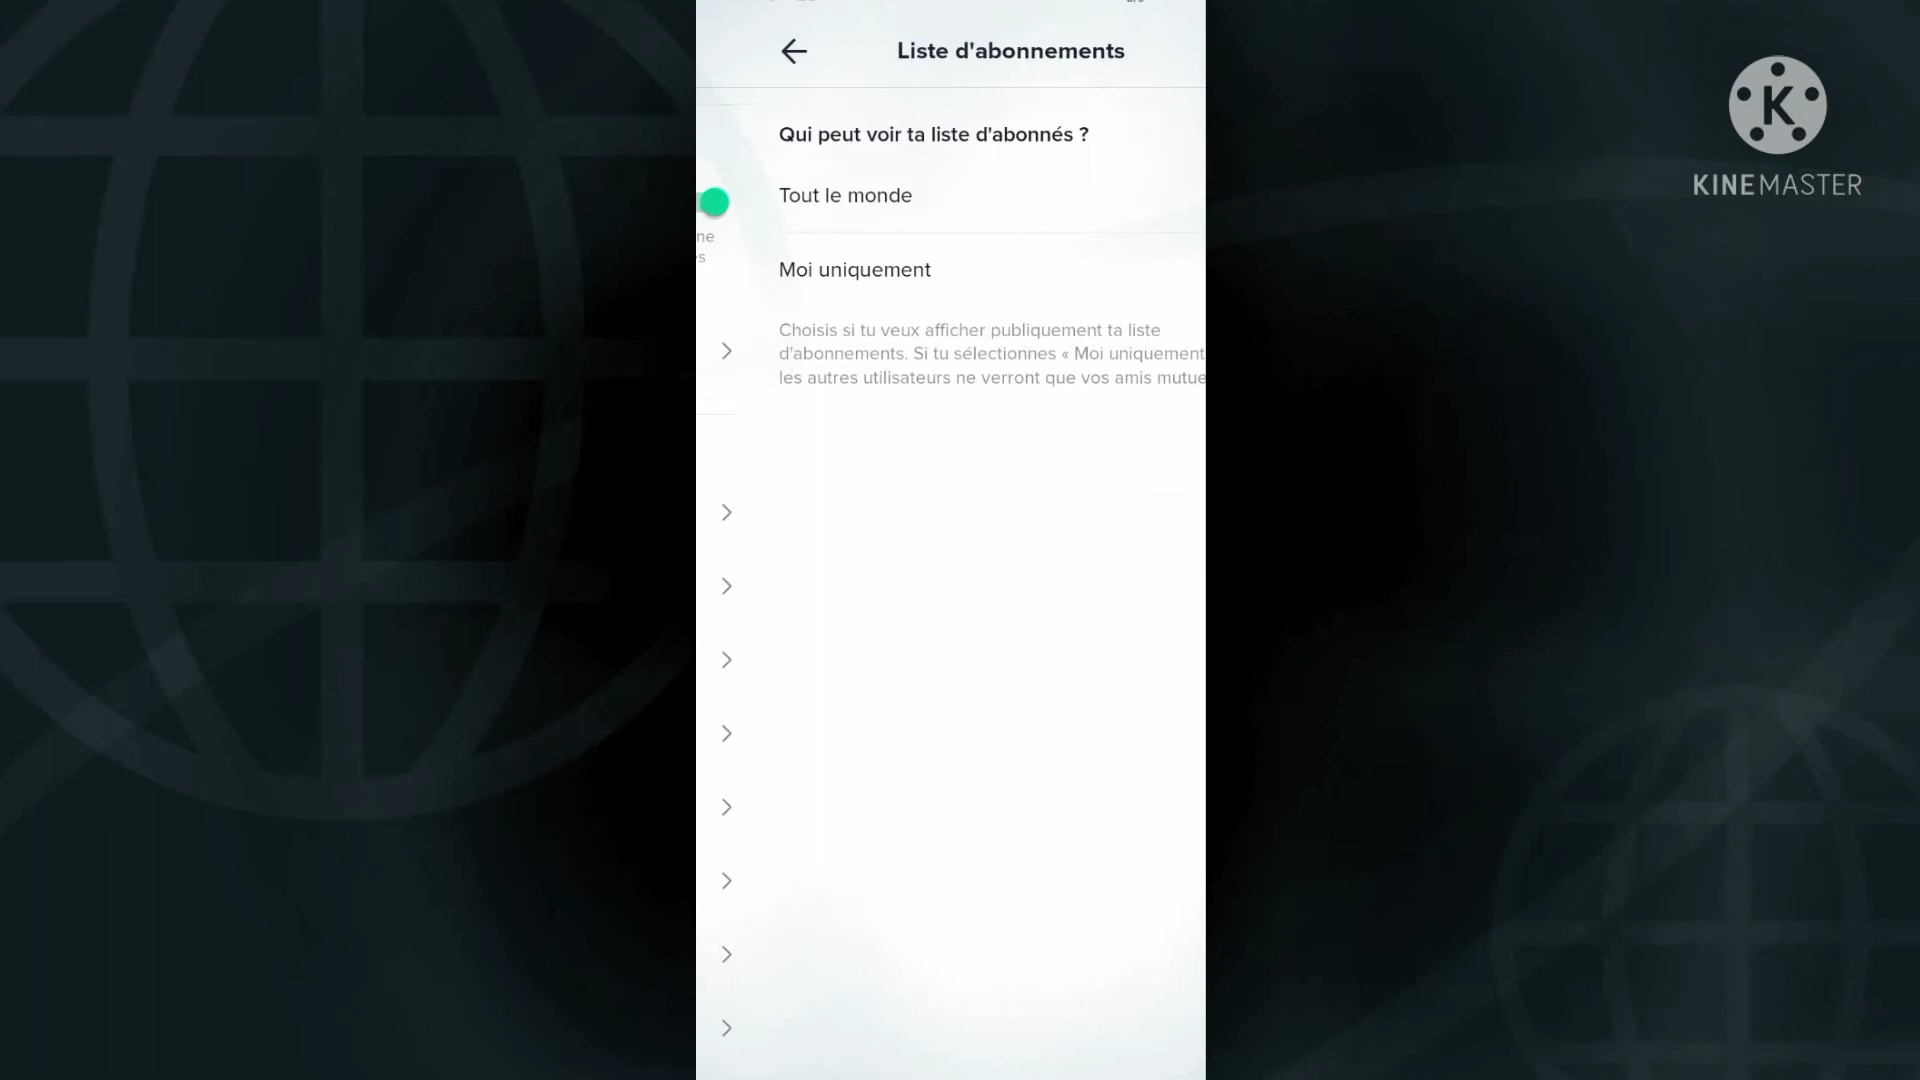 Liste d'abonnements
Qui peut voir ta liste d'abonnés ?
Tout le monde
ne
s
Moi uniquement
Choisis si tu veux afficher publiquement ta liste
d'abonnements. Si tu sélectionnes « Moi uniquement
les autres utilisateurs ne verront que vos amis mutue
K
KINEMASTER